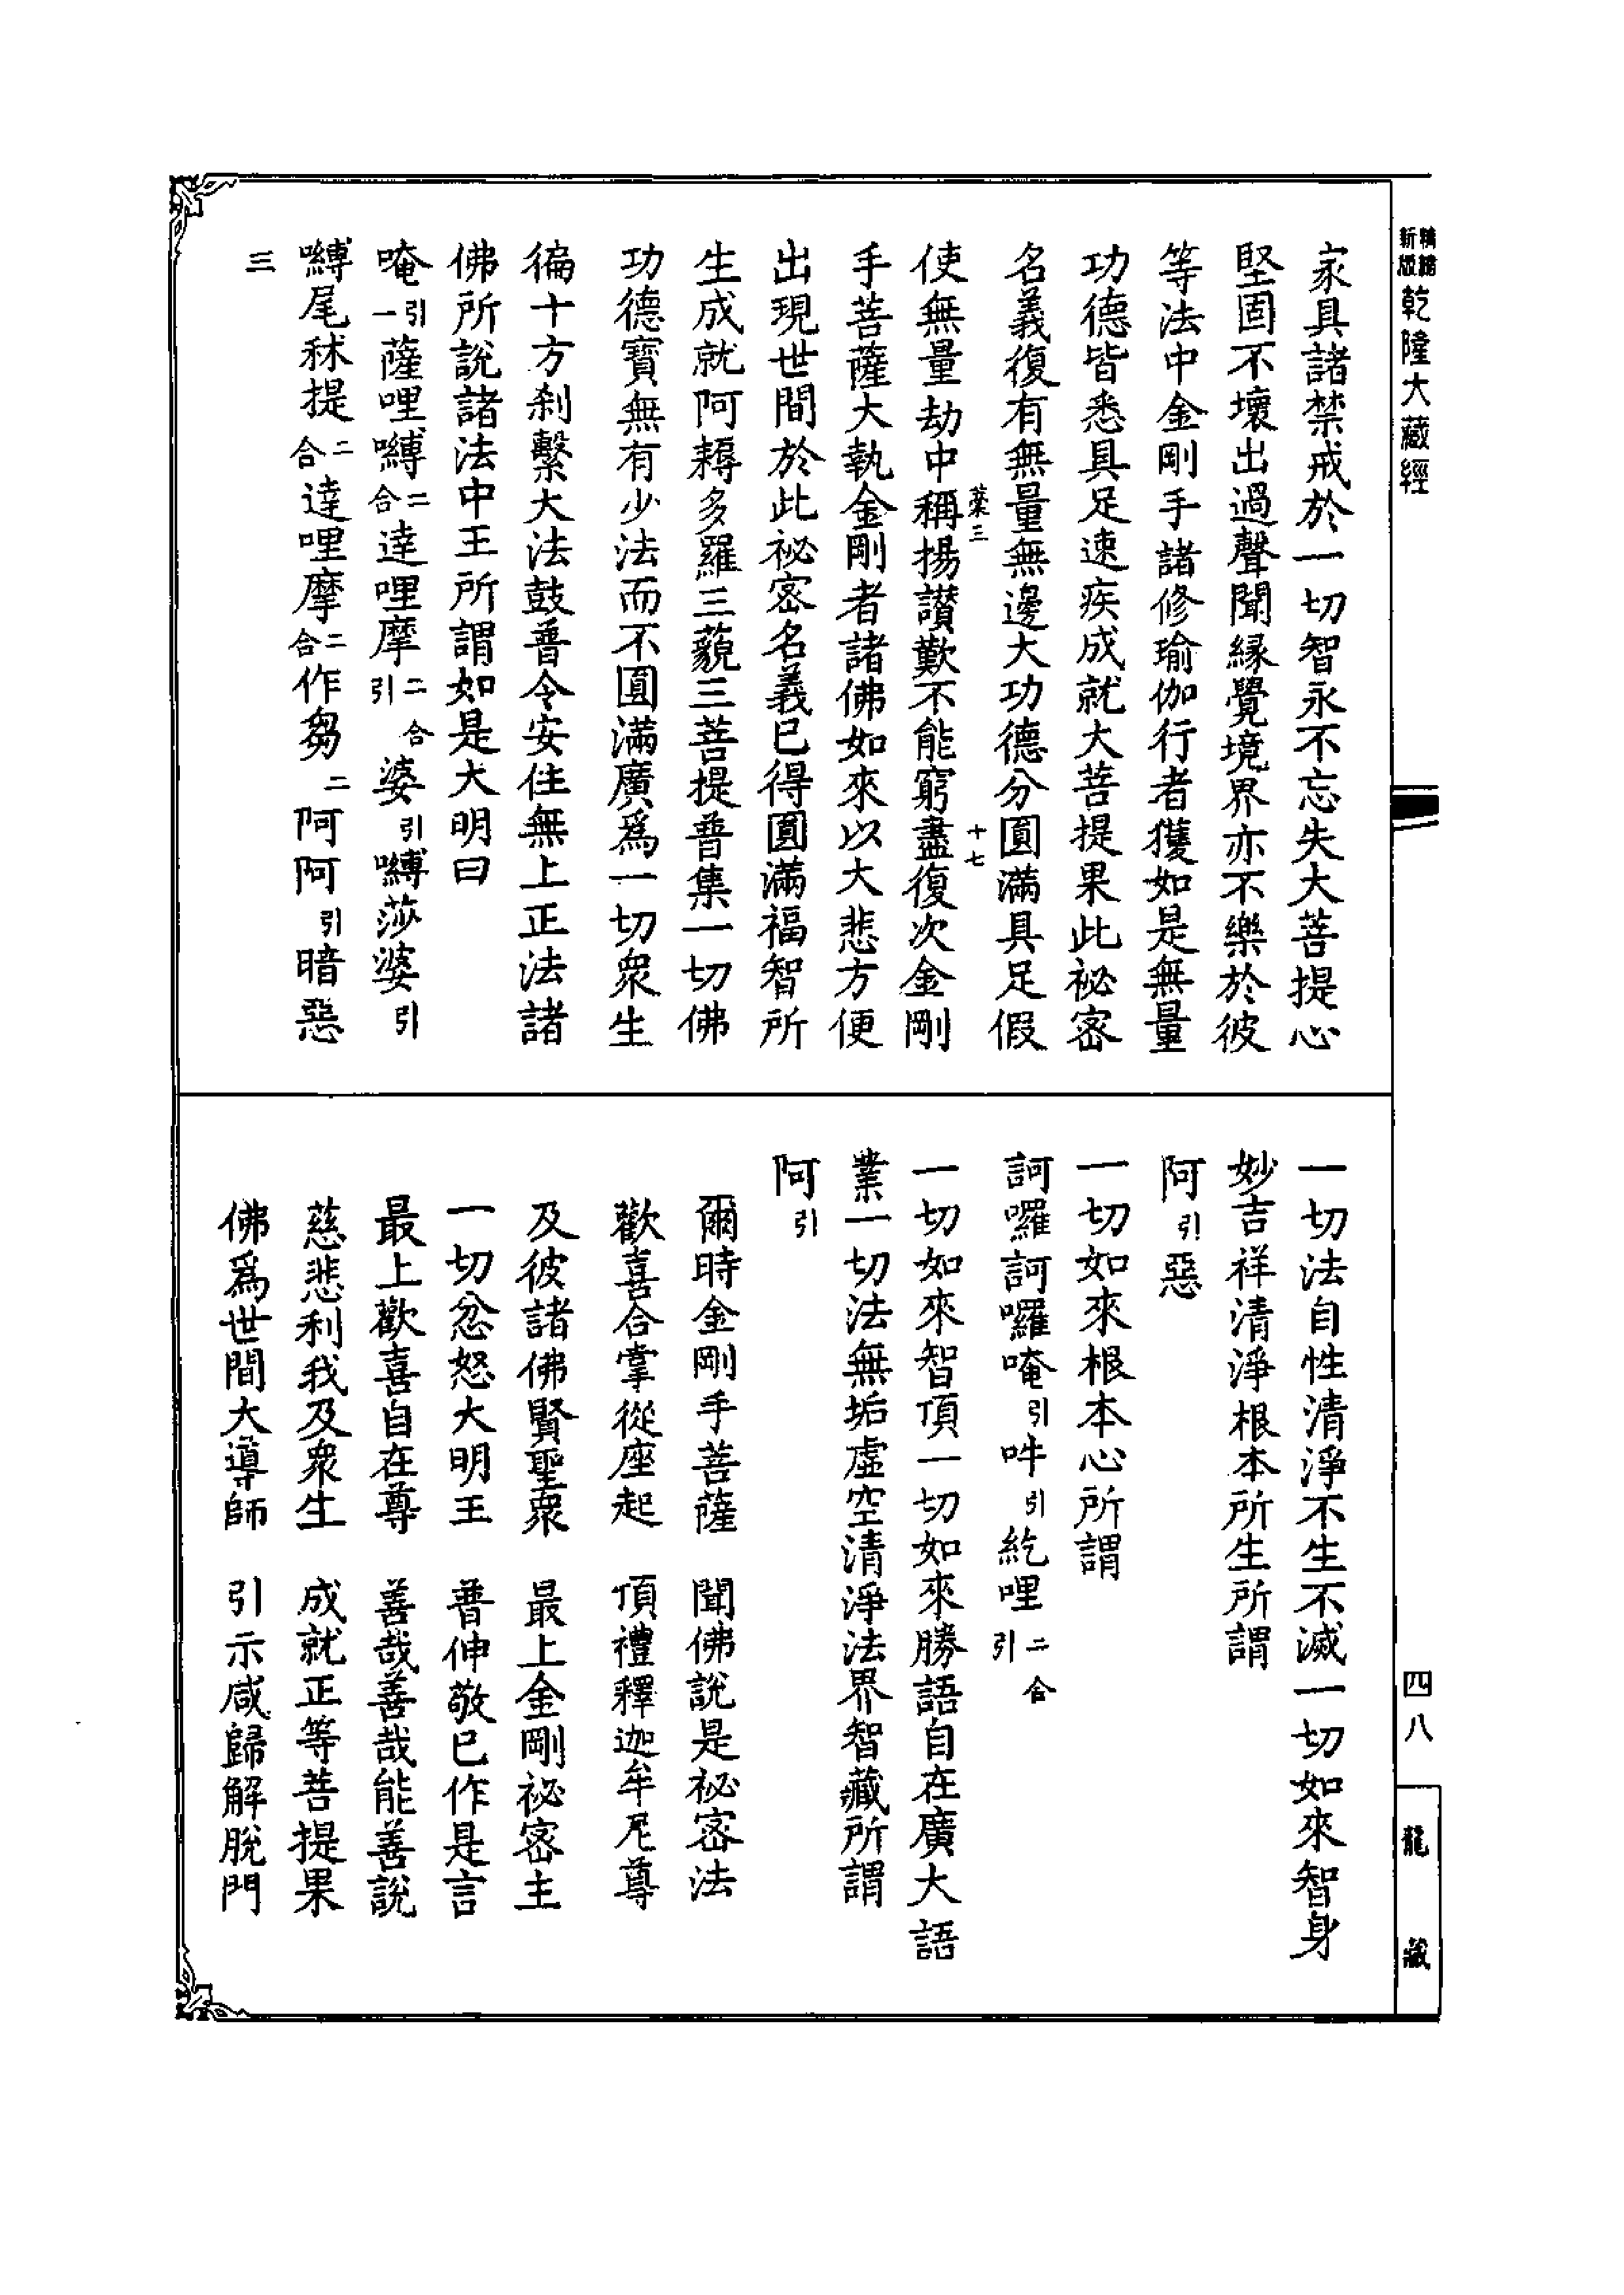 精縮新版乾隆大藏經
四八
龍藏
家具諸禁戒於一切智永不忘失大菩提心
堅固不壞出過聲聞緣覺境界亦不樂於彼
等法中金剛手諸修瑜伽行者獲如是無量
功德皆悉具足速疾成就大菩提果此祕密
名義復有無量無邊大功德分圓滿具足假
使無量劫中稱揚讚歎不能窮盡復次金剛
藁三 十七
手菩薩大執金剛者諸佛如來以大悲方便
出現世間於此祕密名義已得圓滿福智所
生成就阿耨多羅三藐三菩提普集一切佛
功德寶無有少法而不圓滿廣爲一切衆生
徧十方剎繫大法鼓普令安住無上正法諸
佛所說諸法中王所謂如是大明曰
唵引一薩哩嚩二合達哩摩二合引婆引嚩莎婆引
嚩尾秫提二合達哩摩二合作芻二阿阿引暗惡
三
一切法自性清淨不生不滅一切如來智身
妙吉祥清淨根本所生所謂
阿引惡
一切如來根本心所謂
訶囉訶囉唵引吽引紇哩二合引
一切如來智頂一切如來勝語自在廣大語
業一切法無垢虛空清淨法界智藏所謂
阿引
爾時金剛手菩薩 聞佛說是祕密法
歡喜合掌從座起 頂禮釋迦牟尼尊
及彼諸佛賢聖衆 最上金剛祕密主
一切忿怒大明王 普伸敬已作是言
最上歡喜自在尊 善哉善哉能善說
慈悲利我及衆生 成就正等菩提果
佛爲世間大導師 引示咸歸解脫門